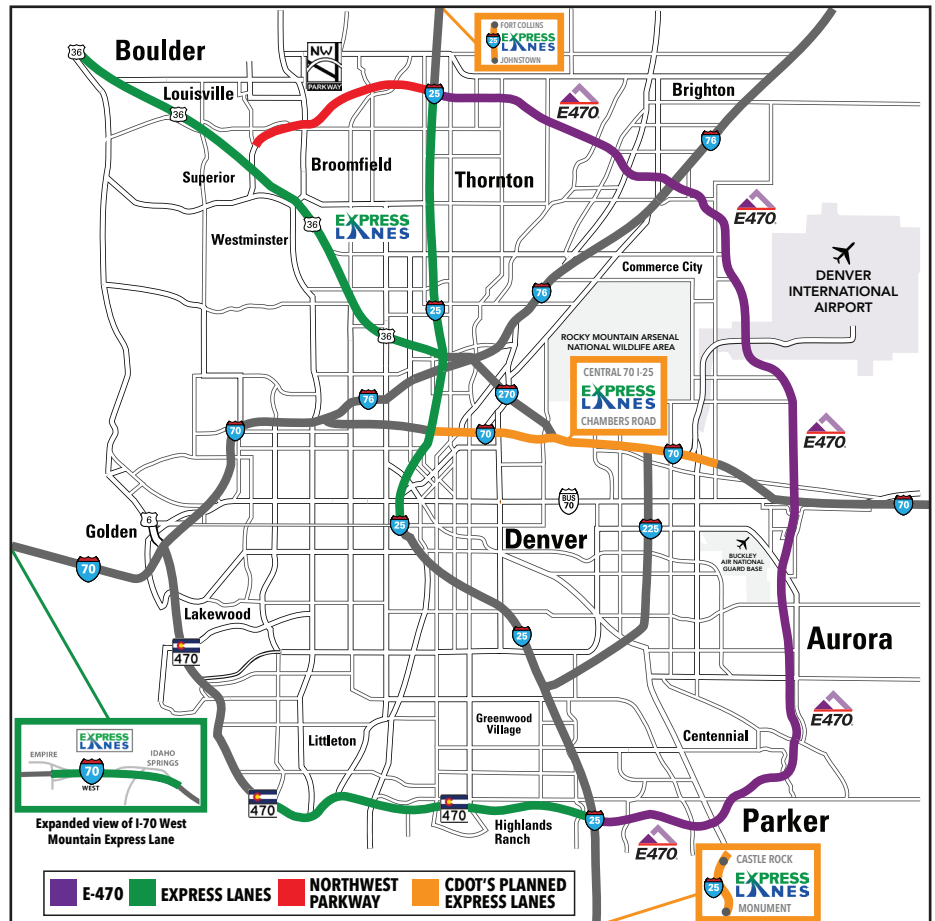 FORT COLLINS
25
EXPRESS
LANES
JOHNSTOWN
36
Boulder
NW
PARKWAY
Louisville
36
25
E470
Brighton
76
Superior
Broomfield
Thornton
E470
36
EXPRESS
LANES
Westminster
Commerce City
DENVER
INTERNATIONAL
AIRPORT
76
25
36
ROCKY MOUNTAIN ARSENAL
NATIONAL WILDLIFE AREA
CENTRAL 70 I-25
EXPRESS
LANES
CHAMBERS ROAD
270
76
70
70
70
E470
BUS
70
70
6
Golden
25
Denver
225
BUCKLEY
AIR NATIONAL
GUARD BASE
70
Lakewood
25
470
Aurora
E470
Greenwood
Village
Centennial
Littleton
EXPRESS
LANES
EMPIRE
IDAHO
SPRINGS
70
WEST
Expanded view of I-70 West
Mountain Express Lane
470
470
Highlands
Ranch
25
E470
Parker
CASTLE ROCK
25
EXPRESS
LANES
MONUMENT
E-470
EXPRESS LANES
NORTHWEST
PARKWAY
CDOT'S PLANNED
EXPRESS LANES